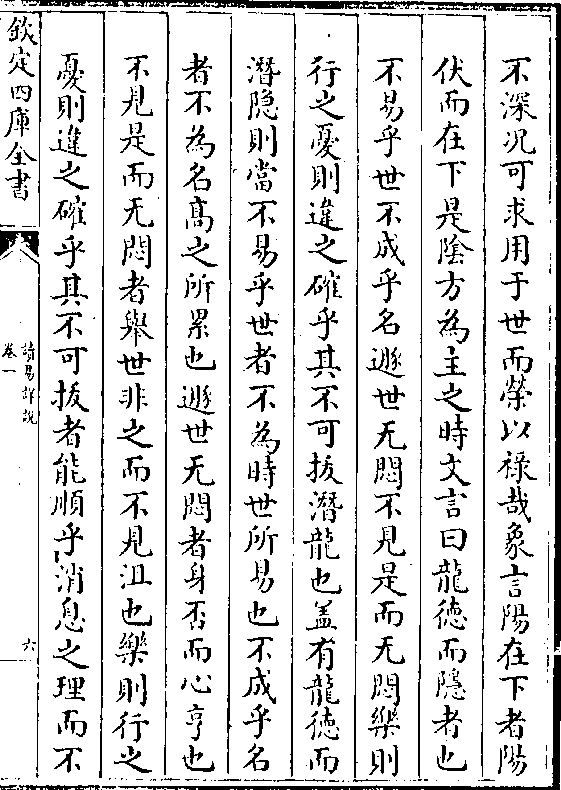 不深沉可求用于世而榮以祿哉象言陽在下者陽
伏而在下是陰方為主之時文言曰龍德而隱者也
不易乎世不成乎名遯世无悶不見是而无悶樂則
行之憂則違之確乎其不可拔潛龍也葢有龍德而
潛隐則當不易乎世者不為時世所易也不成乎名
者不為名髙之所累也遯世无悶者身否而心亨也
不見是而无悶者舉世非之而不見沮也樂則行之
憂則違之確乎其不可拔者能順乎消息之理而不
欽定四庫全書
讀易詳說
卷一
六